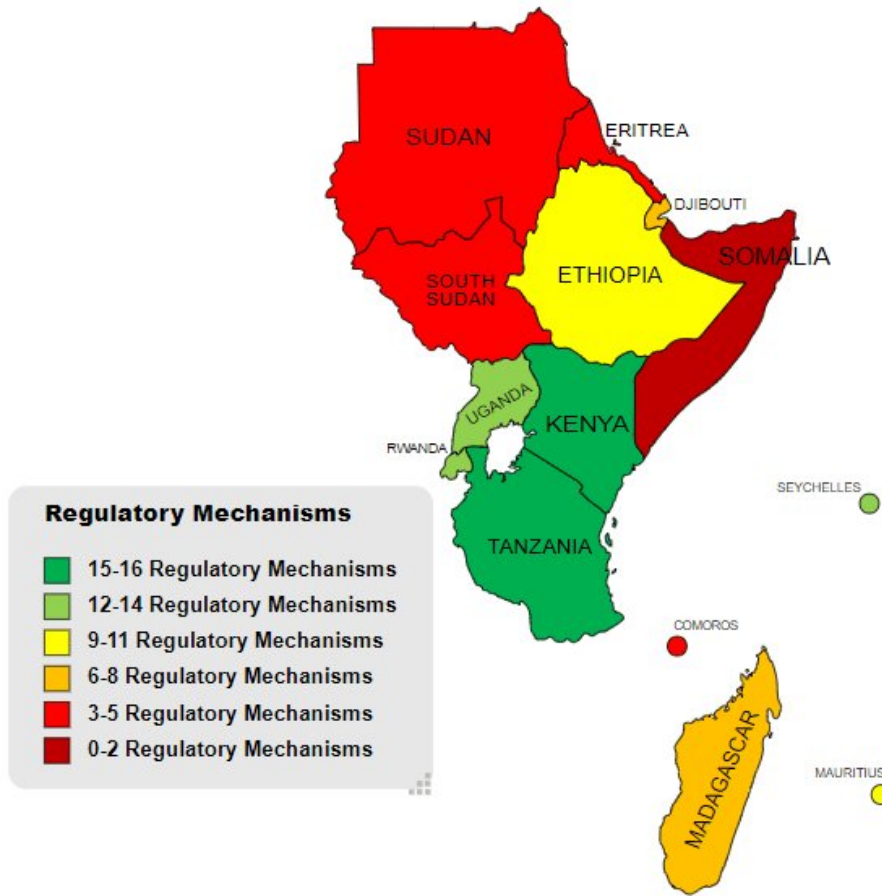 SUDAN
ERITREA
DJIBOUTI
SOMALIA
ETHIOPIA
SOUTH
SUDAN
UGANDA
KENYA
RWANDA
SEYCHELLES
Regulatory Mechanisms
15-16 Regulatory Mechanisms
12-14 Regulatory Mechanisms
9-11 Regulatory Mechanisms
6-8 Regulatory Mechanisms
3-5 Regulatory Mechanisms
0-2 Regulatory Mechanisms
TANZANIA
COMOROS
MADAGASCAR
MAURITIUS